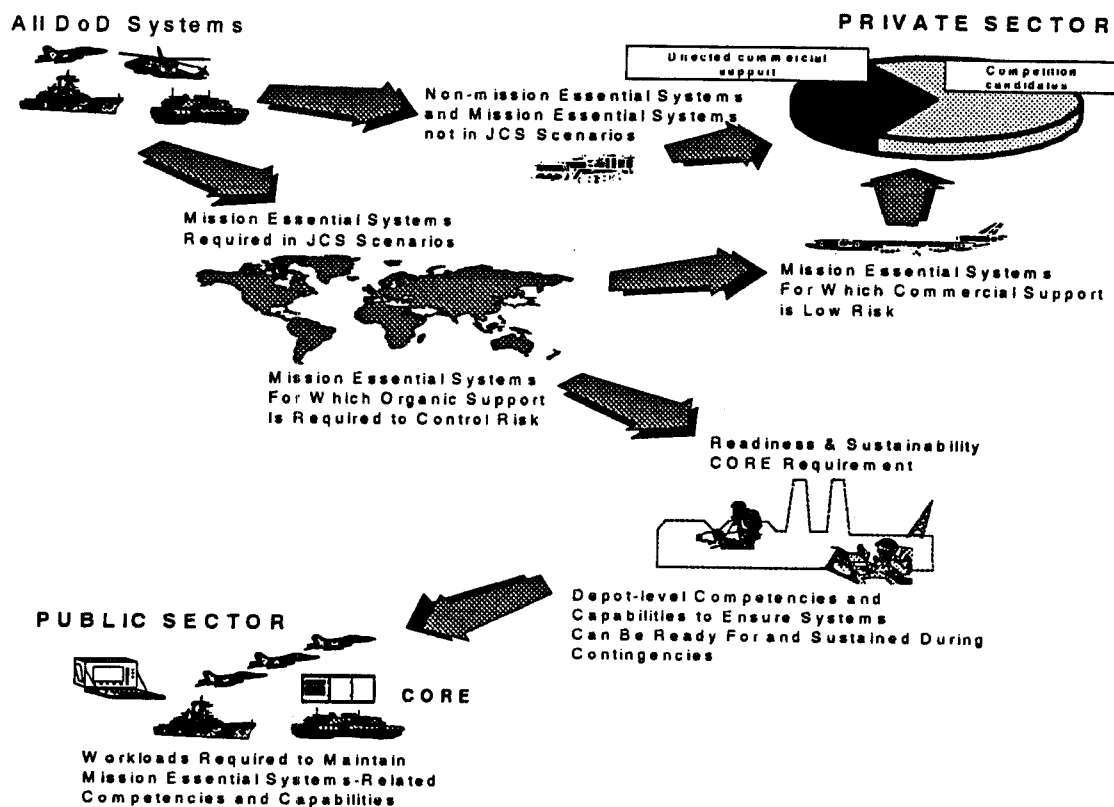 All DoD Systems
PRIVATE SECTOR
Directed commercial
support
Competition
candidates
Non-mission Essential Systems
and Mission Essential Systems
not in JCS Scenarios
Mission Essential Systems
Required in JCS Scenarios
Mission Essential Systems
For Which Commercial Support
is Low Risk
Mission Essential Systems
For Which Organic Support
Is Required to Control Risk
Readiness & Sustainability
CORE Requirement
Depot-level Competencies and
Capabilities to Ensure Systems
Can Be Ready For and Sustained During
Contingencies
PUBLIC SECTOR
CORE
Workloads Required to Maintain
Mission Essential Systems-Related
Competencies and Capabilities